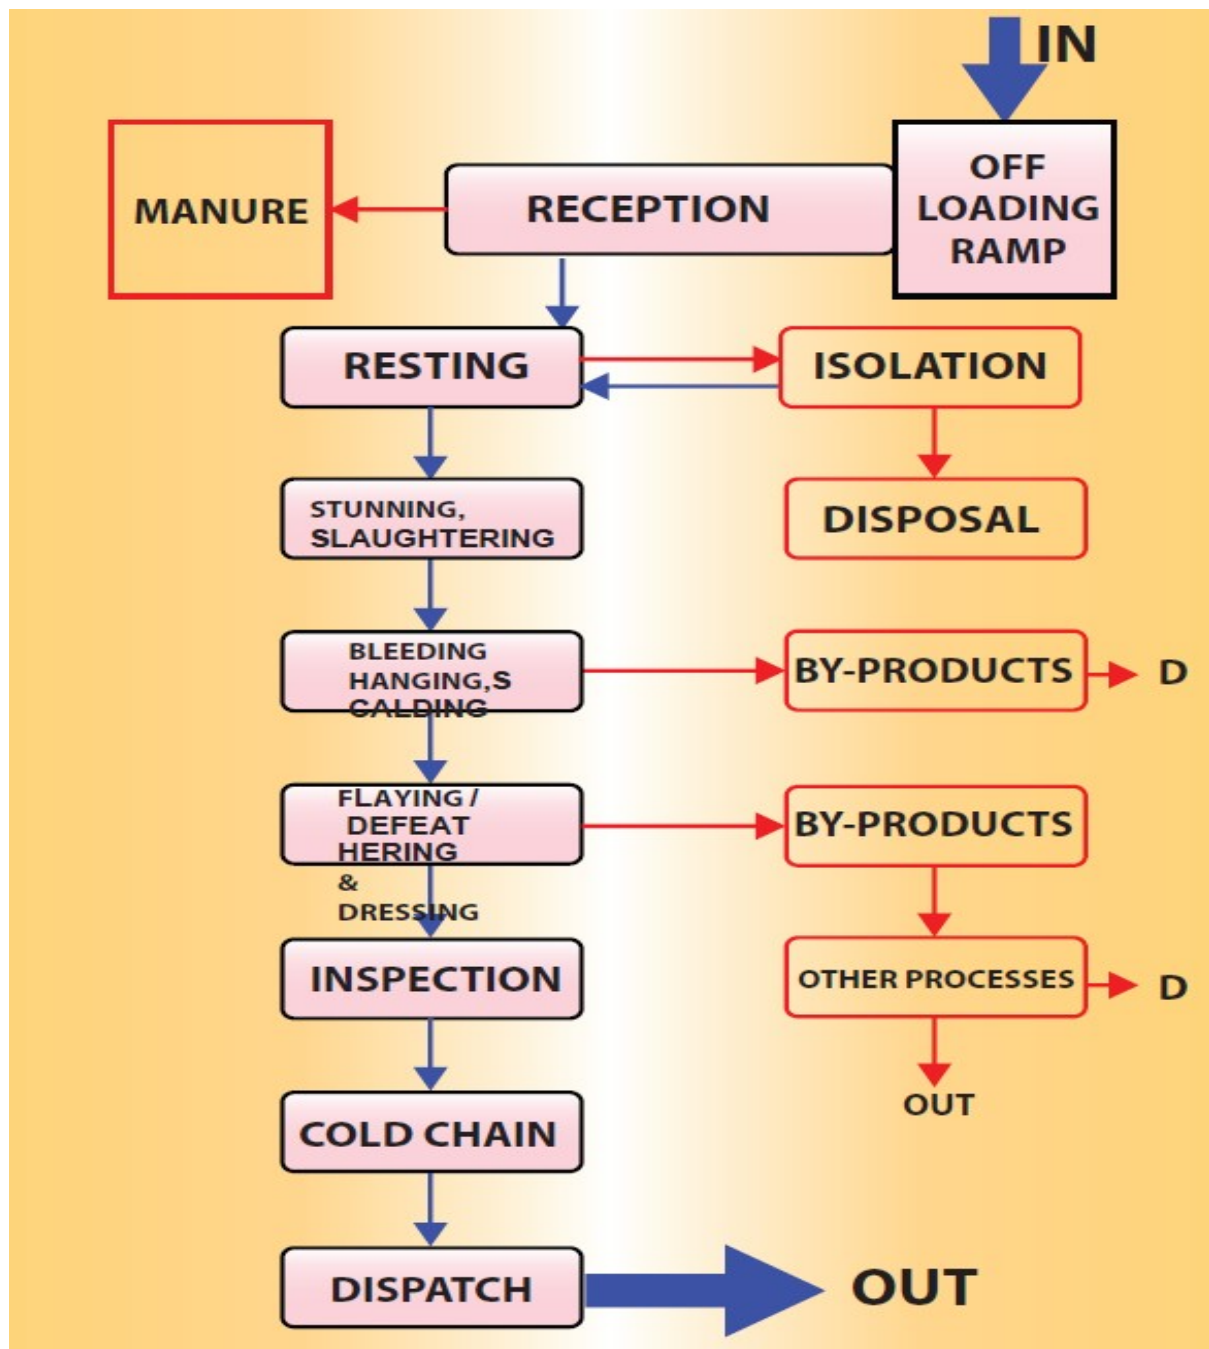 IN
OFF
LOADING
RAMP
RECEPTION
MANURE
RESTING
ISOLATION
STUNNING,
SLAUGHTERING
DISPOSAL
BLEEDING
HANGING,S
CALDING
BY-PRODUCTS
D
FLAYING /
DEFEAT
HERING
&
DRESSING
BY-PRODUCTS
INSPECTION
OTHER PROCESSES
D
OUT
COLD CHAIN
DISPATCH
OUT